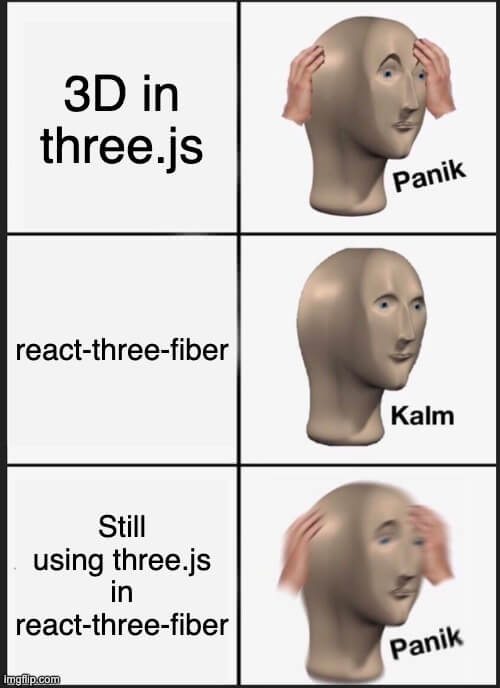 3D in
three.js
Panik
react-three-fiber
Kalm
Still
using three.js
in
react-three-fiber
Panik
imgflip.com